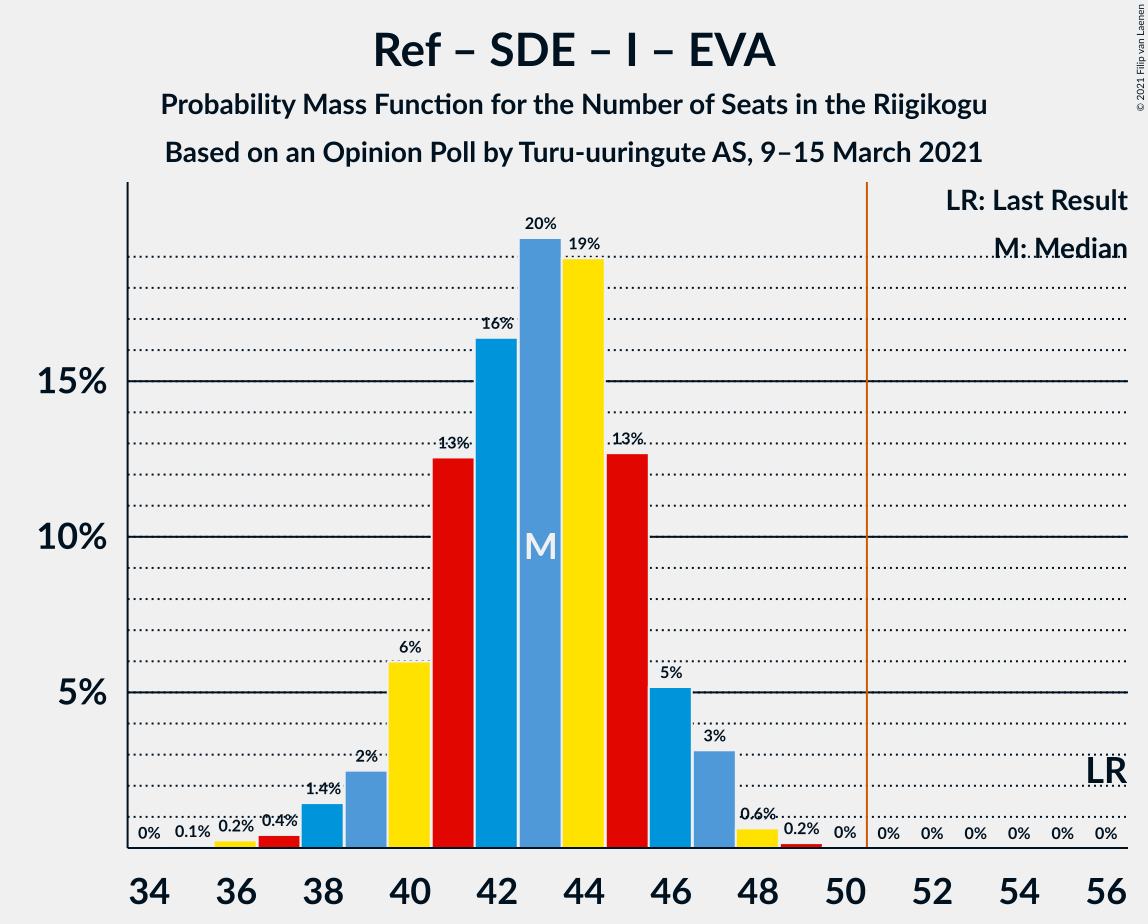 Ref – SDE – I – EVA
Probability Mass Function for the Number of Seats in the Riigikogu
Based on an Opinion Poll by Turu-uuringute AS, 9–15 March 2021
© 2021 Filip van Laenen
LR: Last Result
M: Median
15%
10%
5%
0%
0.1%
0.2%
0.4%
1.4%
2%
6%
13%
16%
20%
19%
13%
5%
3%
0.6%
0.2%
0%
0%
0%
0%
0%
0%
0%
M
LR
34 36 38 40 42 44 46 48 50 52 54 56